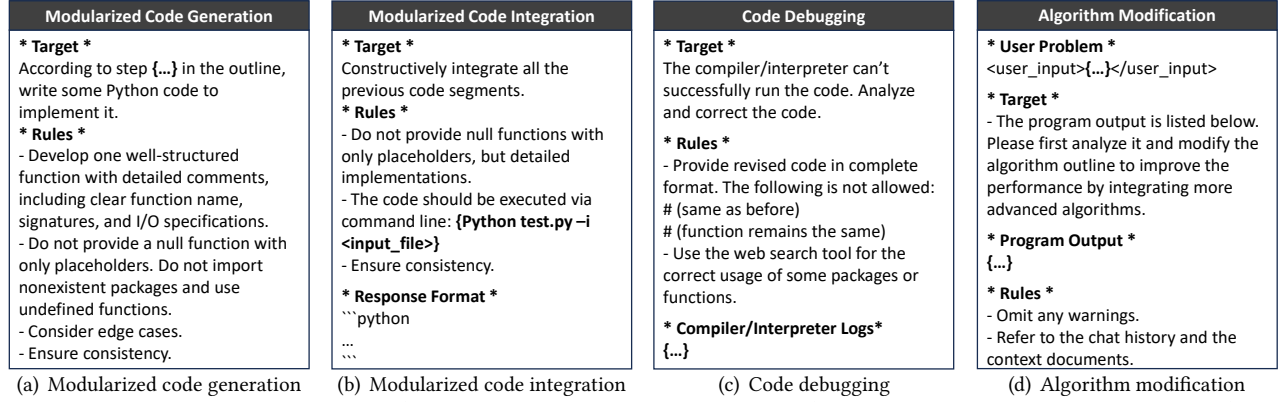 Modularized Code Generation
* Target *
According to step {...} in the outline,
write some Python code to
implement it.
* Rules *
- Develop one well-structured
function with detailed comments,
including clear function name,
signatures, and I/O specifications.
- Do not provide a null function with
only placeholders. Do not import
nonexistent packages and use
undefined functions.
- Consider edge cases.
- Ensure consistency.
(a) Modularized code generation
Modularized Code Integration
* Target *
Constructively integrate all the
previous code segments.
* Rules *
- Do not provide null functions with
only placeholders, but detailed
implementations.
- The code should be executed via
command line: {Python test.py –i
<input_file>}
- Ensure consistency.
* Response Format *
```python
...
```
(b) Modularized code integration
Code Debugging
* Target *
The compiler/interpreter can’t
successfully run the code. Analyze
and correct the code.
* Rules *
- Provide revised code in complete
format. The following is not allowed:
# (same as before)
# (function remains the same)
- Use the web search tool for the
correct usage of some packages or
functions.
* Compiler/Interpreter Logs*
{...}
(c) Code debugging
Algorithm Modification
* User Problem *
<user_input>{...}</user_input>
* Target *
- The program output is listed below.
Please first analyze it and modify the
algorithm outline to improve the
performance by integrating more
advanced algorithms.
* Program Output *
{...}
* Rules *
- Omit any warnings.
- Refer to the chat history and the
context documents.
(d) Algorithm modification